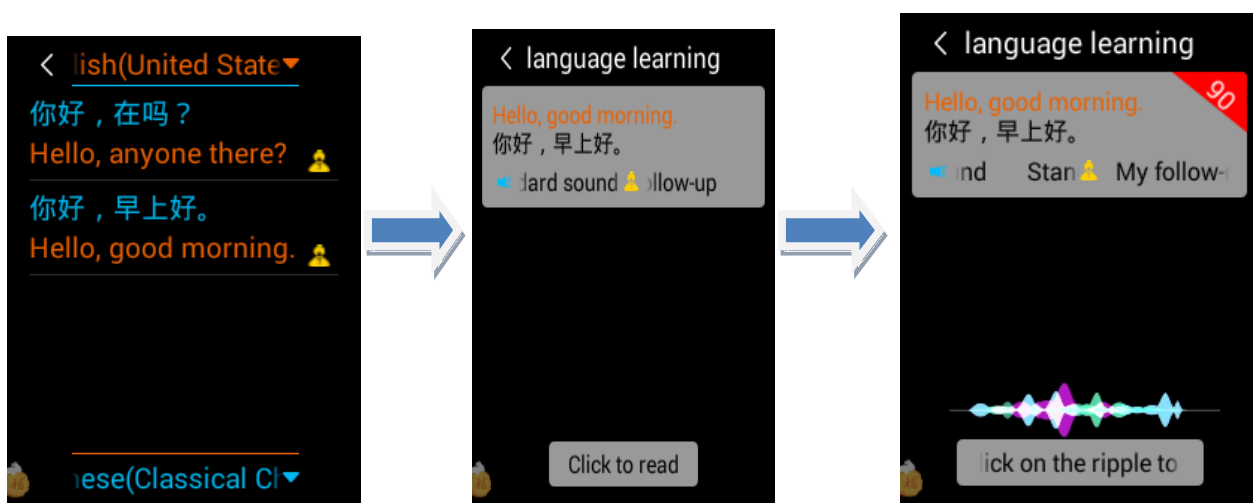 lish(United State
你好，在吗？
Hello, anyone there?
你好，早上好。
Hello, good morning.
nese(Classical Cl
language learning
Hello, good morning.
你好，早上好。
dard sound ollow-up
Click to read
language learning
90
Hello, good morning.
你好，早上好。
und Stan My follow-
lick on the ripple to